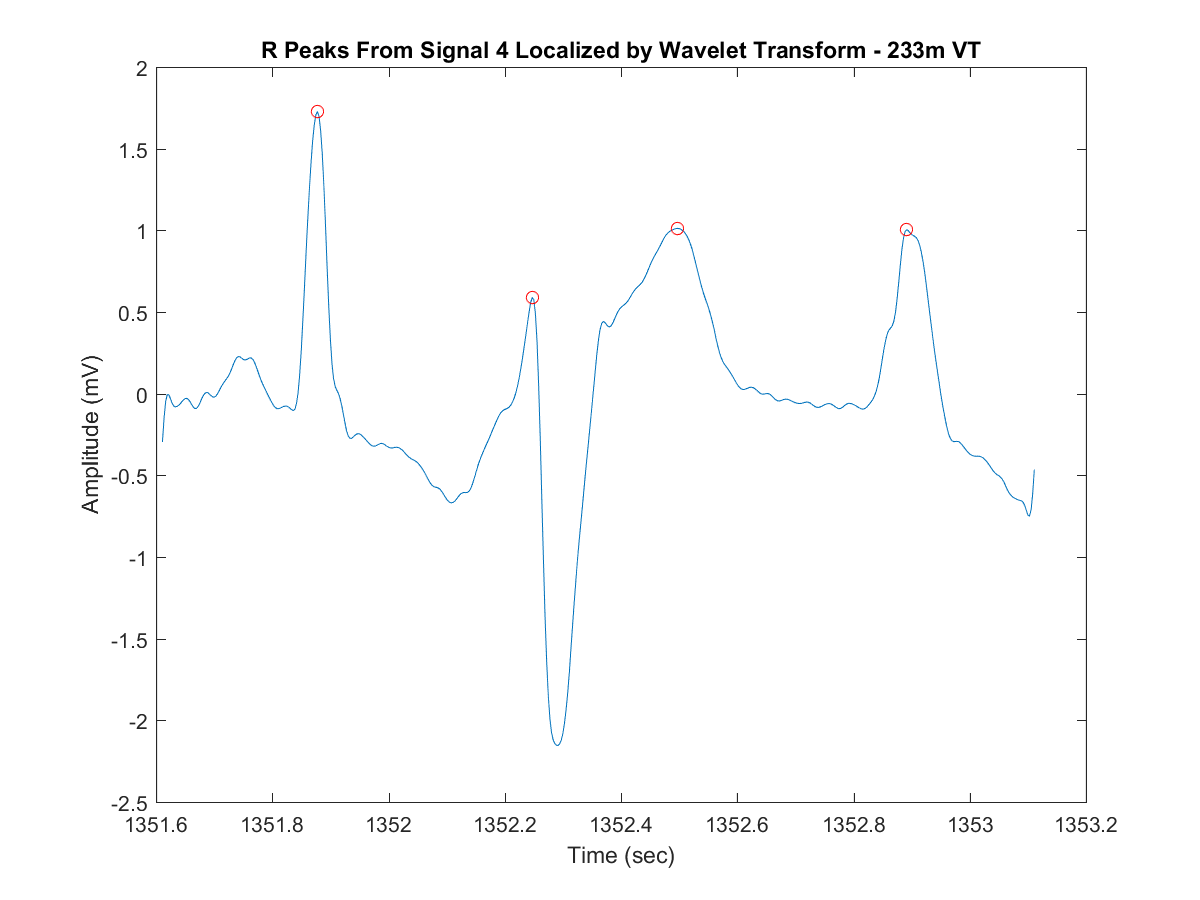 R Peaks From Signal 4 Localized by Wavelet Transform - 233m VT
2
1.5
1
0.5
0
-0.5
-1
-1.5
-2
-2.5
Amplitude (mV)
1351.6 1351.8 1352 1352.2 1352.4 1352.6 1352.8 1353 1353.2
Time (sec)